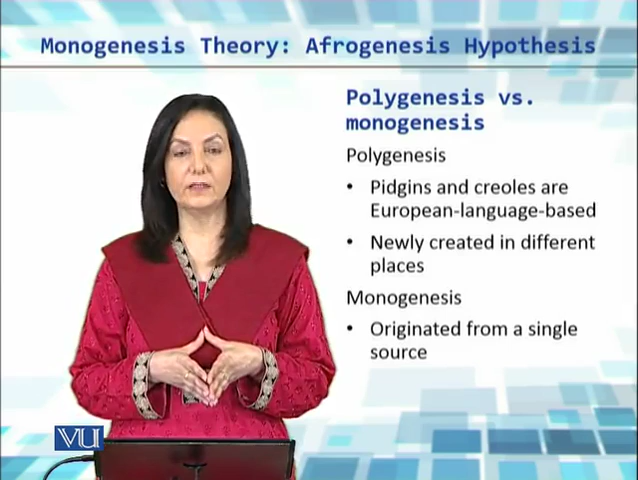 Monogenesis Theory: Afrogenesis Hypothesis
Polygenesis vs.
monogenesis
Polygenesis
• Pidgins and creoles are
European-language-based
• Newly created in different
places
Monogenesis
• Originated from a single
source
VU